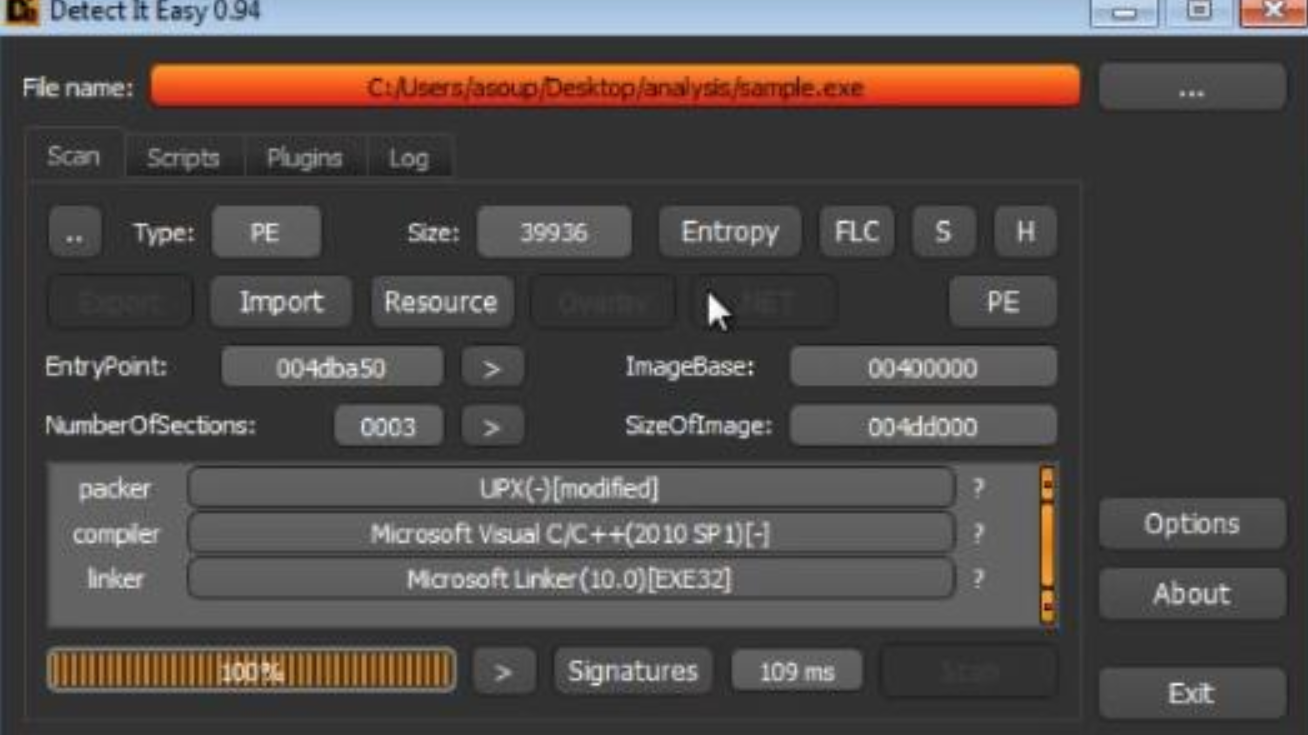 Detect It Easy 0.94
File name: C:/Users/asoup/Desktop/analysis/sample.exe ...
Scan Scripts Plugins Log
.. Type: PE Size: 39936 Entropy FLC S H
Export Import Resource Overlay .NET PE
EntryPoint: 004dba50 > ImageBase: 00400000
NumberOfSections: 0003 > SizeOfImage: 004dd000
packer UPX(-)[modified] ?
compiler Microsoft Visual C/C++(2010 SP1)[-] ?
linker Microsoft Linker(10.0)[EXE32] ?
Options
About
100% > Signatures 109 ms Scan
Exit